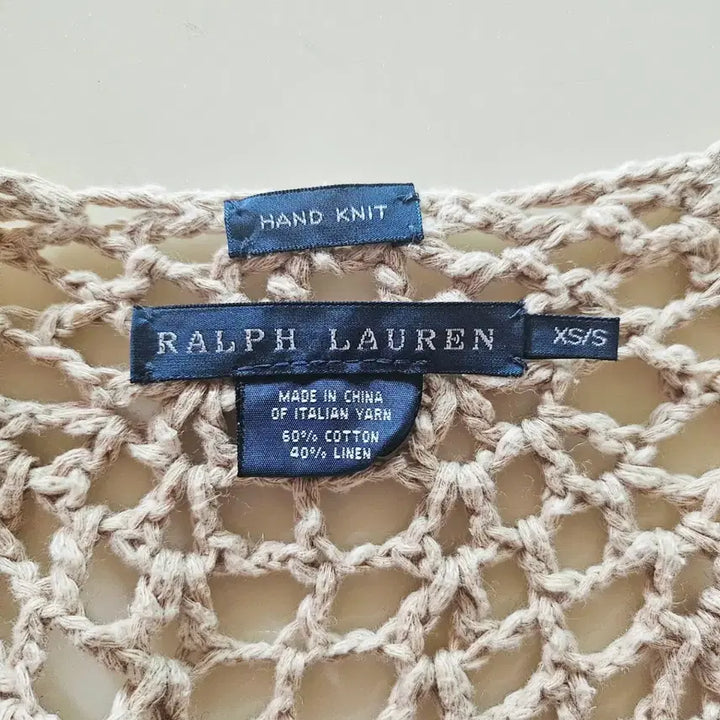 HAND KNIT
RALPH LAUREN
XS/S
MADE IN CHINA
OF ITALIAN YARN
60% COTTON
40% LINEN